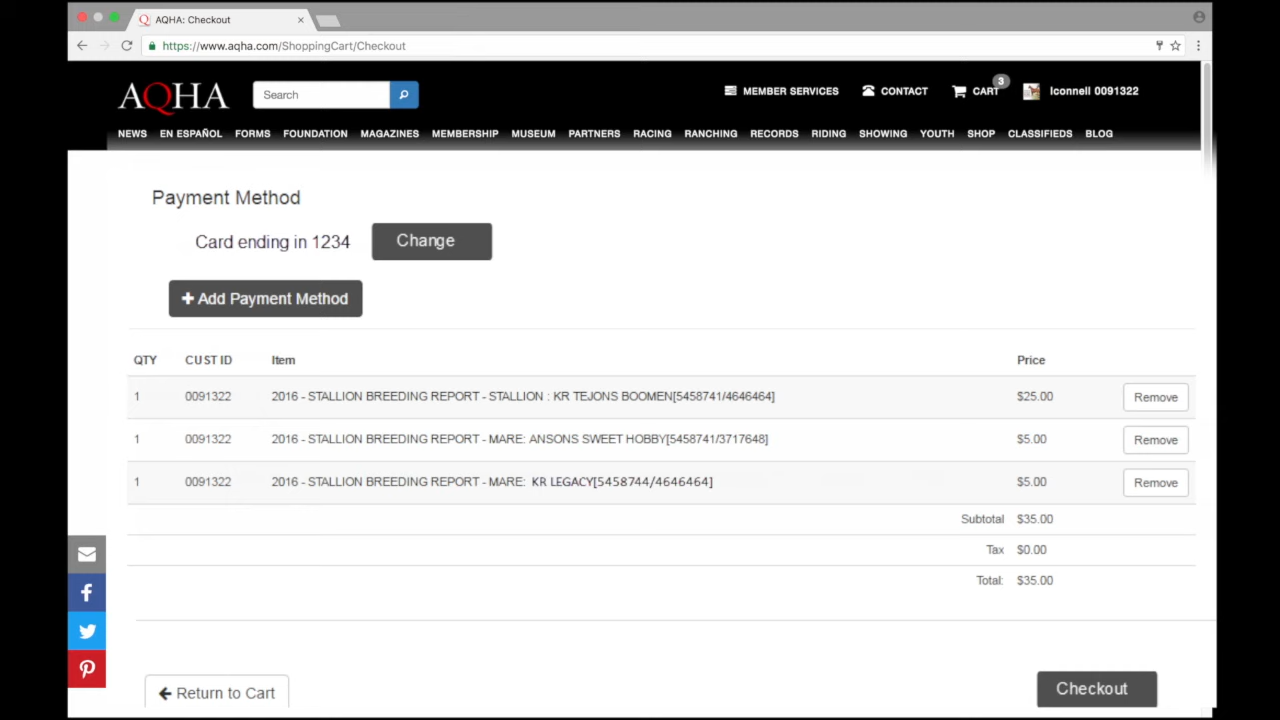 AQHA: Checkout
https://www.aqha.com/ShoppingCart/Checkout
AQHA Search MEMBER SERVICES CONTACT CART 3 lconnell 0091322
NEWS EN ESPAÑOL FORMS FOUNDATION MAGAZINES MEMBERSHIP MUSEUM PARTNERS RACING RANCHING RECORDS RIDING SHOWING YOUTH SHOP CLASSIFIEDS BLOG
Payment Method
Card ending in 1234 Change
+ Add Payment Method
QTY CUST ID Item Price
1 0091322 2016 - STALLION BREEDING REPORT - STALLION : KR TEJONS BOOMEN[5458741/4646464] $25.00 Remove
1 0091322 2016 - STALLION BREEDING REPORT - MARE: ANSONS SWEET HOBBY[5458741/3717648] $5.00 Remove
1 0091322 2016 - STALLION BREEDING REPORT - MARE: KR LEGACY[5458744/4646464] $5.00 Remove
Subtotal $35.00
Tax $0.00
Total: $35.00
Return to Cart Checkout